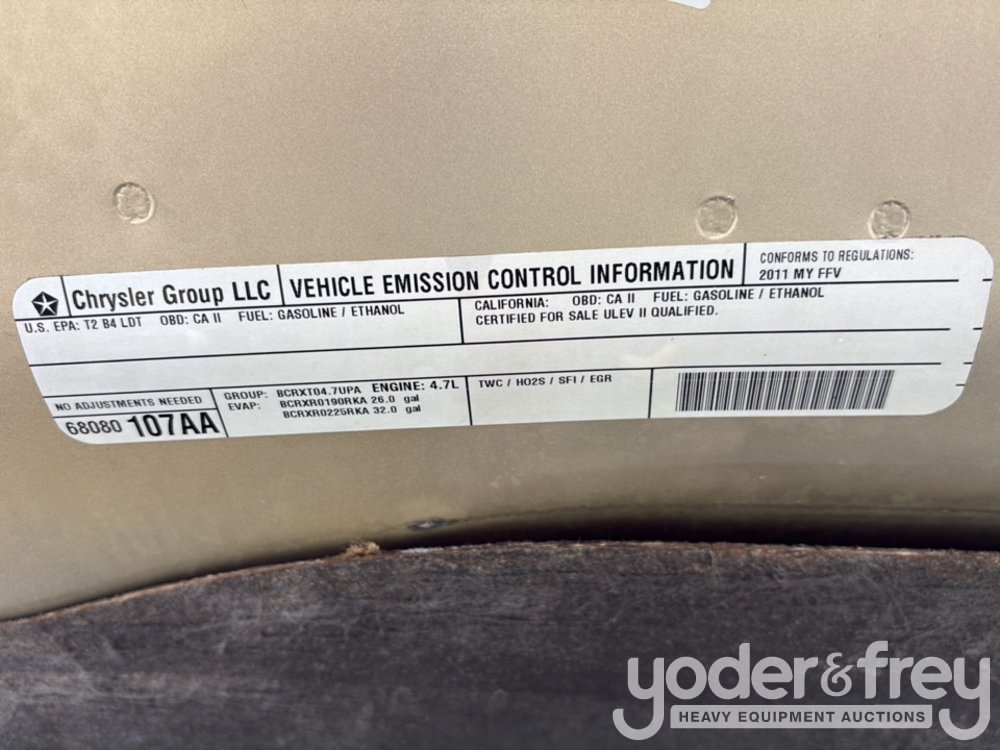 Chrysler Group LLC
VEHICLE EMISSION CONTROL INFORMATION
CONFORMS TO REGULATIONS:
2011 MY FFV
U.S. EPA: T2 B4 LDT OBD: CA II FUEL: GASOLINE / ETHANOL
CALIFORNIA: OBD: CA II FUEL: GASOLINE / ETHANOL
CERTIFIED FOR SALE ULEV II QUALIFIED.
NO ADJUSTMENTS NEEDED
68080 107AA
GROUP: BCRXT04.7UPA ENGINE: 4.7L
EVAP: BCRXR0190RKA 26.0 gal
BCRXR0225RKA 32.0 gal
TWC / HO2S / SFI / EGR
yoder&frey
HEAVY EQUIPMENT AUCTIONS